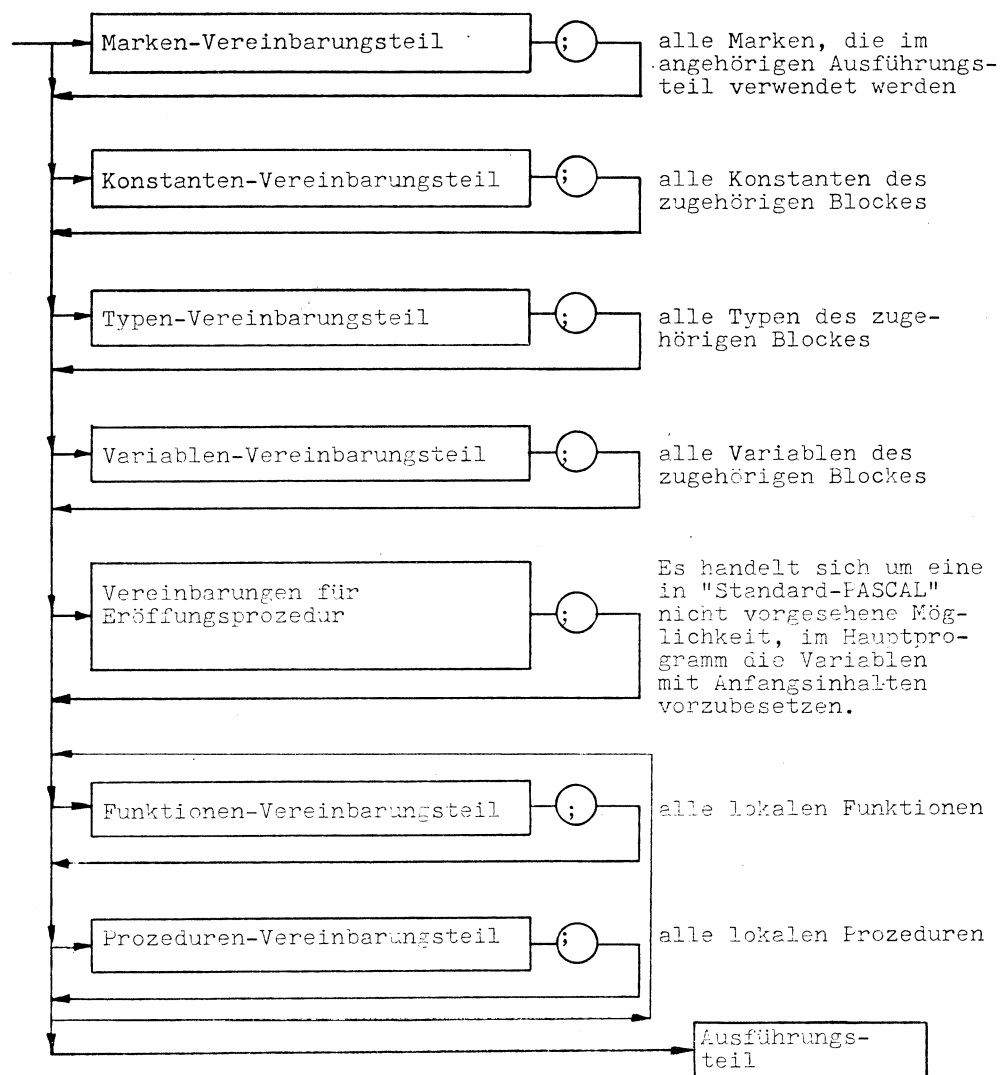 Marken-Vereinbarungsteil
;
alle Marken, die im
angehörigen Ausführungs-
teil verwendet werden
Konstanten-Vereinbarungsteil
;
alle Konstanten des
zugehörigen Blockes
Typen-Vereinbarungsteil
;
alle Typen des zuge-
hörigen Blockes
Variablen-Vereinbarungsteil
;
alle Variablen des
zugehörigen Blockes
Vereinbarungen für
Eröffnungsprozedur
;
Es handelt sich um eine
in "Standard-PASCAL"
nicht vorgesehene Mög-
lichkeit, im Hauptpro-
gramm die Variablen
mit Anfangsinhalten
vorzubesetzen.
Funktionen-Vereinbarungsteil
;
alle lokalen Funktionen
Prozeduren-Vereinbarungsteil
;
alle lokalen Prozeduren
Ausführungs-
teil